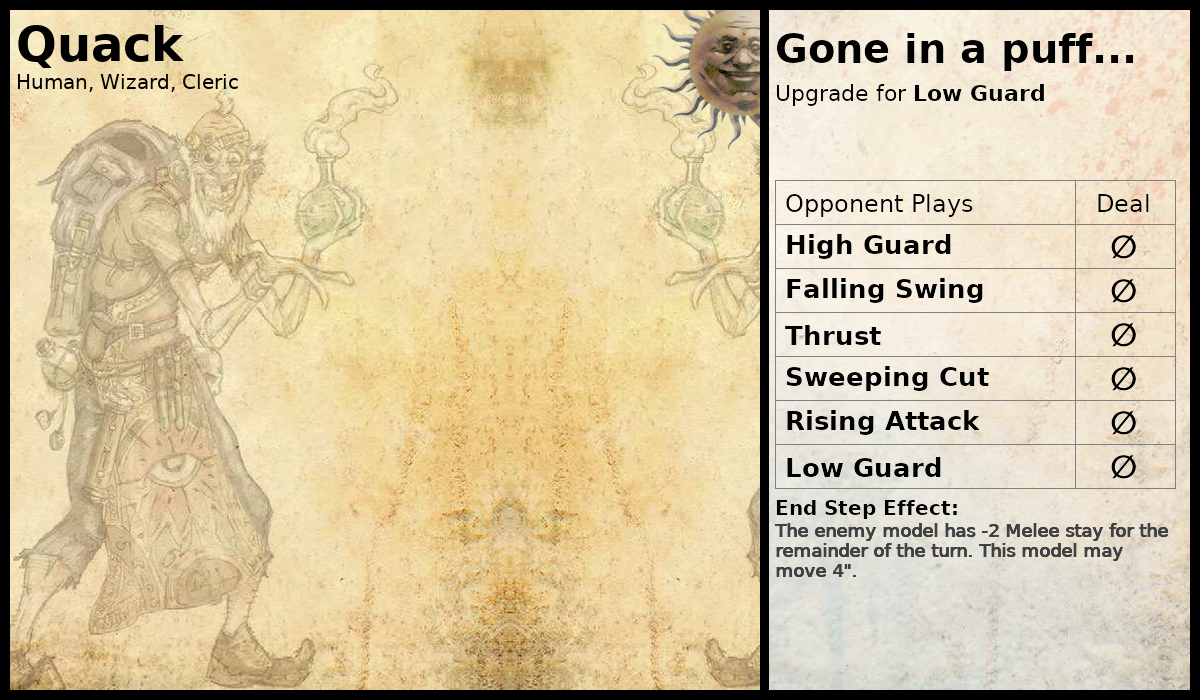 Quack
Human, Wizard, Cleric
Gone in a puff...
Upgrade for Low Guard
Opponent Plays Deal
High Guard ∅
Falling Swing ∅
Thrust ∅
Sweeping Cut ∅
Rising Attack ∅
Low Guard ∅
End Step Effect:
The enemy model has -2 Melee stay for the
remainder of the turn. This model may
move 4".